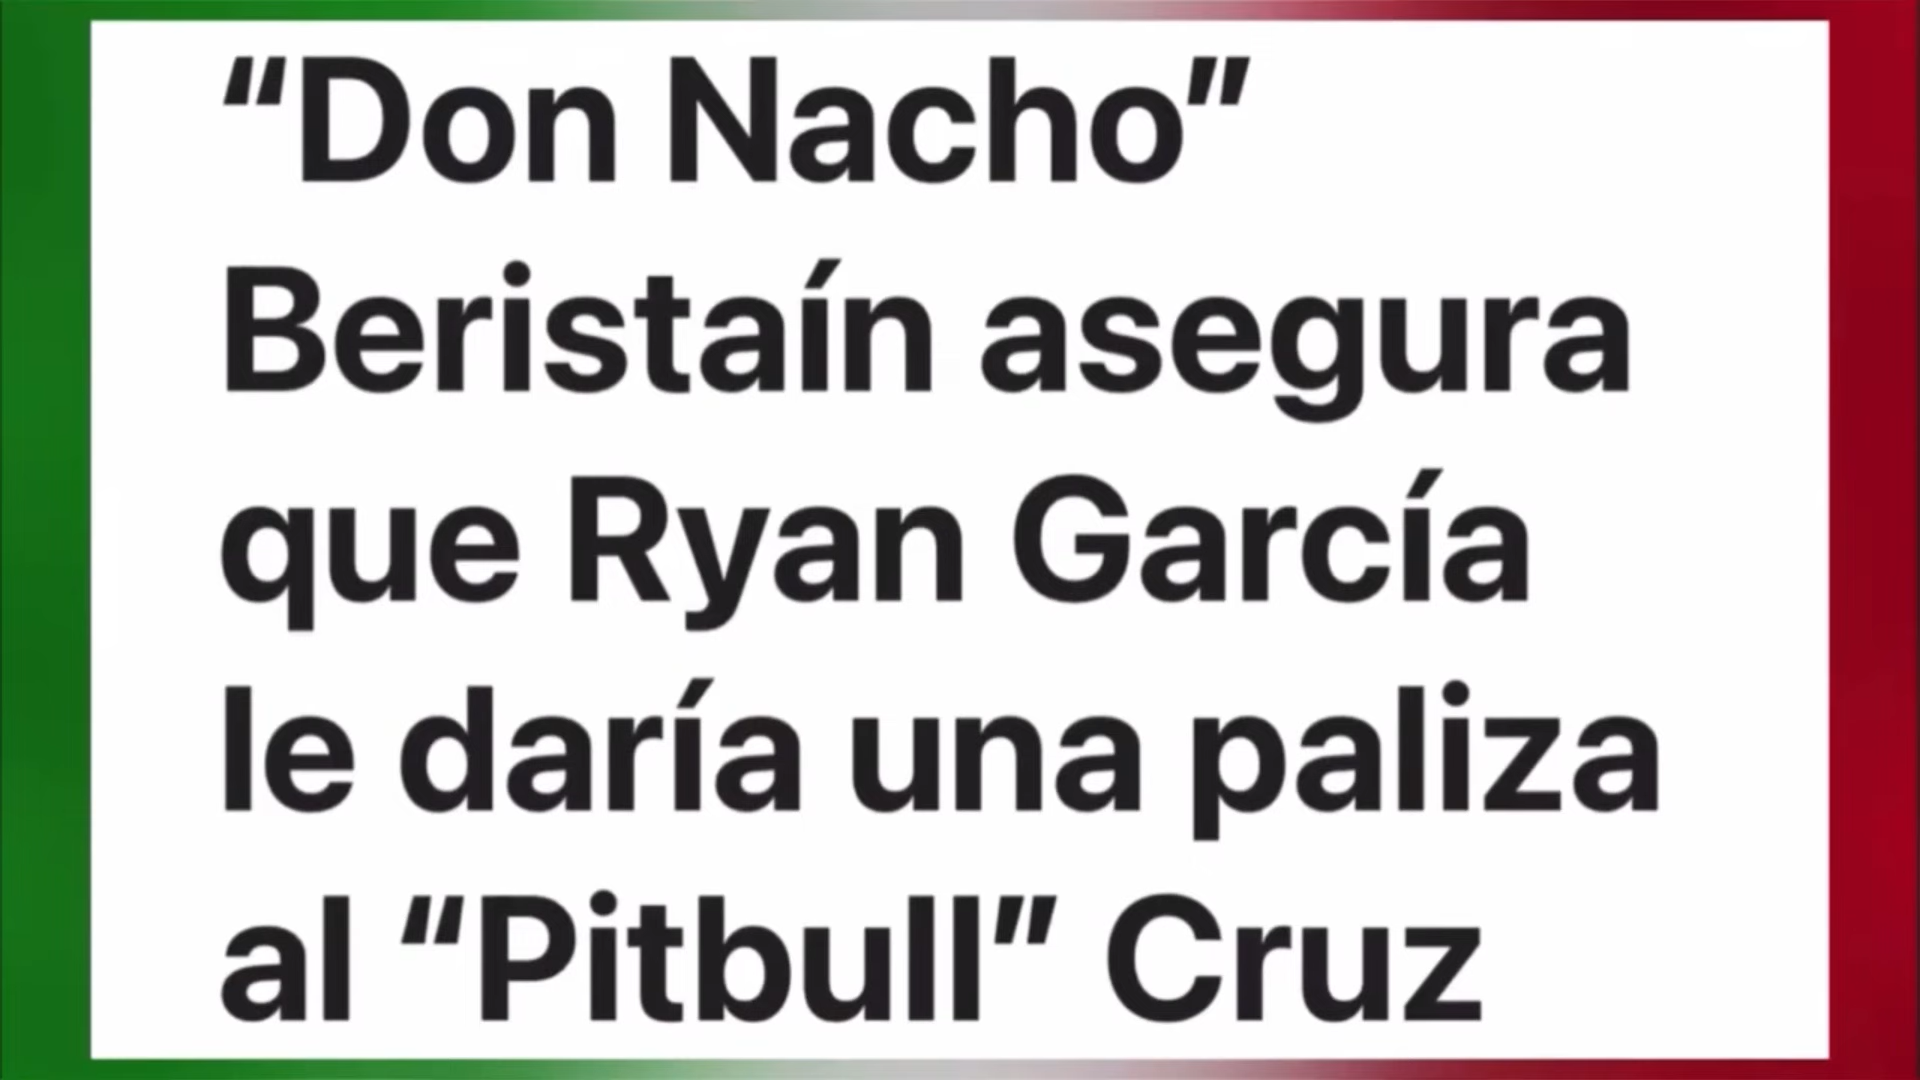 “Don Nacho”
Beristaín asegura
que Ryan García
le daría una paliza
al “Pitbull” Cruz